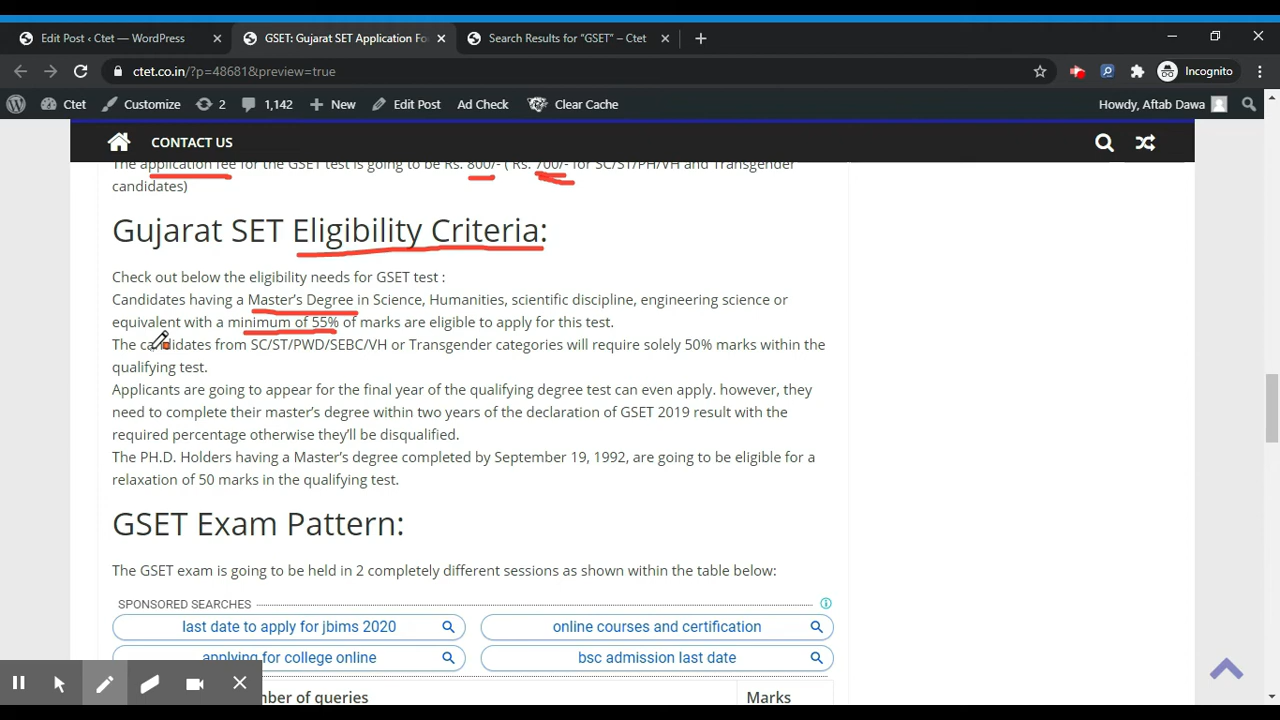 Edit Post ‹ Ctet — WordPress
GSET: Gujarat SET Application Fo
Search Results for “GSET” – Ctet
ctet.co.in/?p=48681&preview=true
Incognito
Ctet
Customize
2
1,142
New
Edit Post
Ad Check
Clear Cache
Howdy, Aftab Dawa
CONTACT US
The application fee for the GSET test is going to be Rs. 800/- ( Rs. 700/- for SC/ST/PH/VH and Transgender
candidates)
Gujarat SET Eligibility Criteria:
Check out below the eligibility needs for GSET test :
Candidates having a Master’s Degree in Science, Humanities, scientific discipline, engineering science or
equivalent with a minimum of 55% of marks are eligible to apply for this test.
The candidates from SC/ST/PWD/SEBC/VH or Transgender categories will require solely 50% marks within the
qualifying test.
Applicants are going to appear for the final year of the qualifying degree test can even apply. however, they
need to complete their master’s degree within two years of the declaration of GSET 2019 result with the
required percentage otherwise they’ll be disqualified.
The PH.D. Holders having a Master’s degree completed by September 19, 1992, are going to be eligible for a
relaxation of 50 marks in the qualifying test.
GSET Exam Pattern:
The GSET exam is going to be held in 2 completely different sessions as shown within the table below:
SPONSORED SEARCHES
last date to apply for jbims 2020
online courses and certification
applying for college online
bsc admission last date
mber of queries
Marks